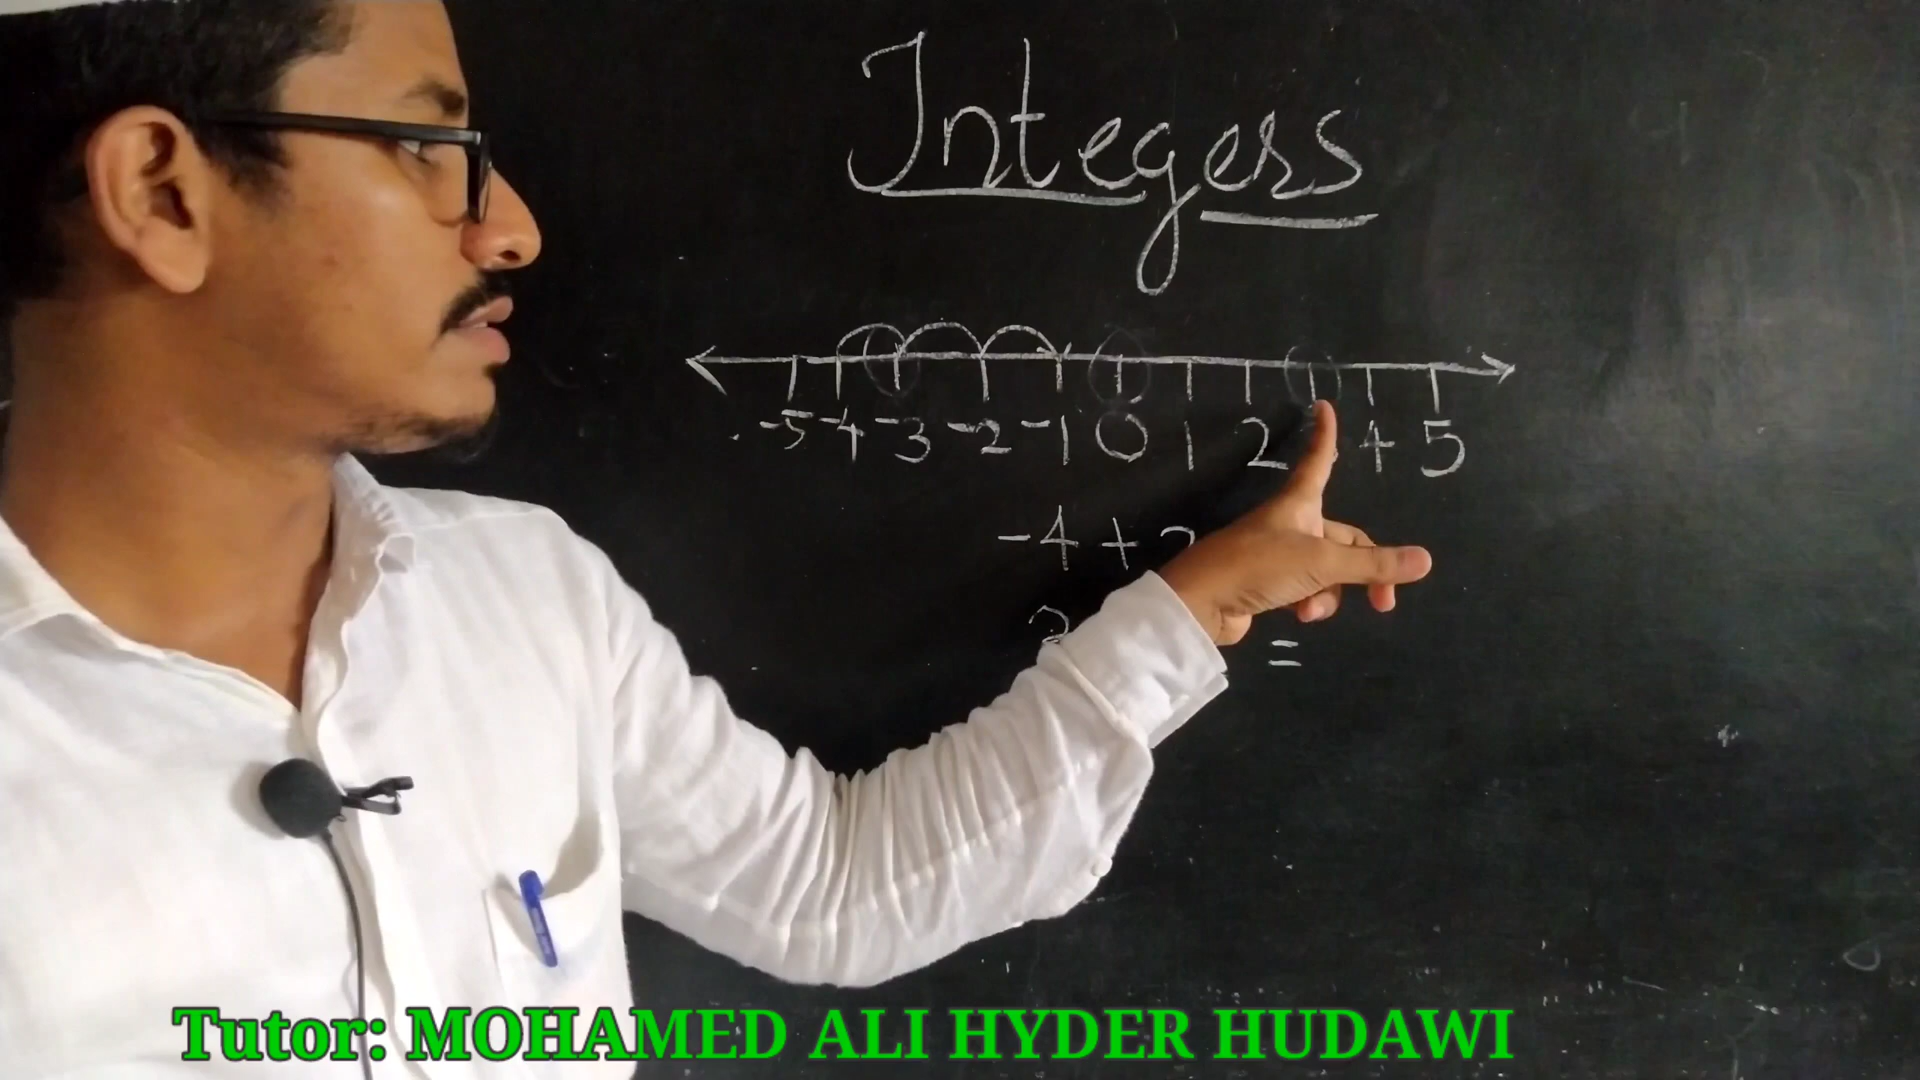 Integers
-5 -4 -3 -2 -1 0 1 2 4 5
-4 +
=
Tutor: MOHAMED ALI HYDER HUDAWI